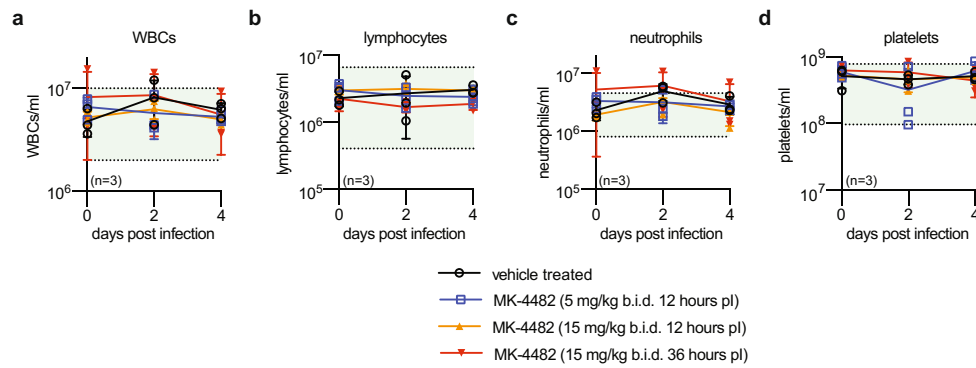 a
WBCs
WBCs/ml
10⁷
10⁶
(n=3)
0 2 4
days post infection
b
lymphocytes
lymphocytes/ml
10⁷
10⁶
10⁵
(n=3)
0 2 4
days post infection
c
neutrophils
neutrophils/ml
10⁷
10⁶
10⁵
(n=3)
0 2 4
days post infection
d
platelets
platelets/ml
10⁹
10⁸
10⁷
(n=3)
0 2 4
days post infection
vehicle treated
MK-4482 (5 mg/kg b.i.d. 12 hours pI)
MK-4482 (15 mg/kg b.i.d. 12 hours pI)
MK-4482 (15 mg/kg b.i.d. 36 hours pI)